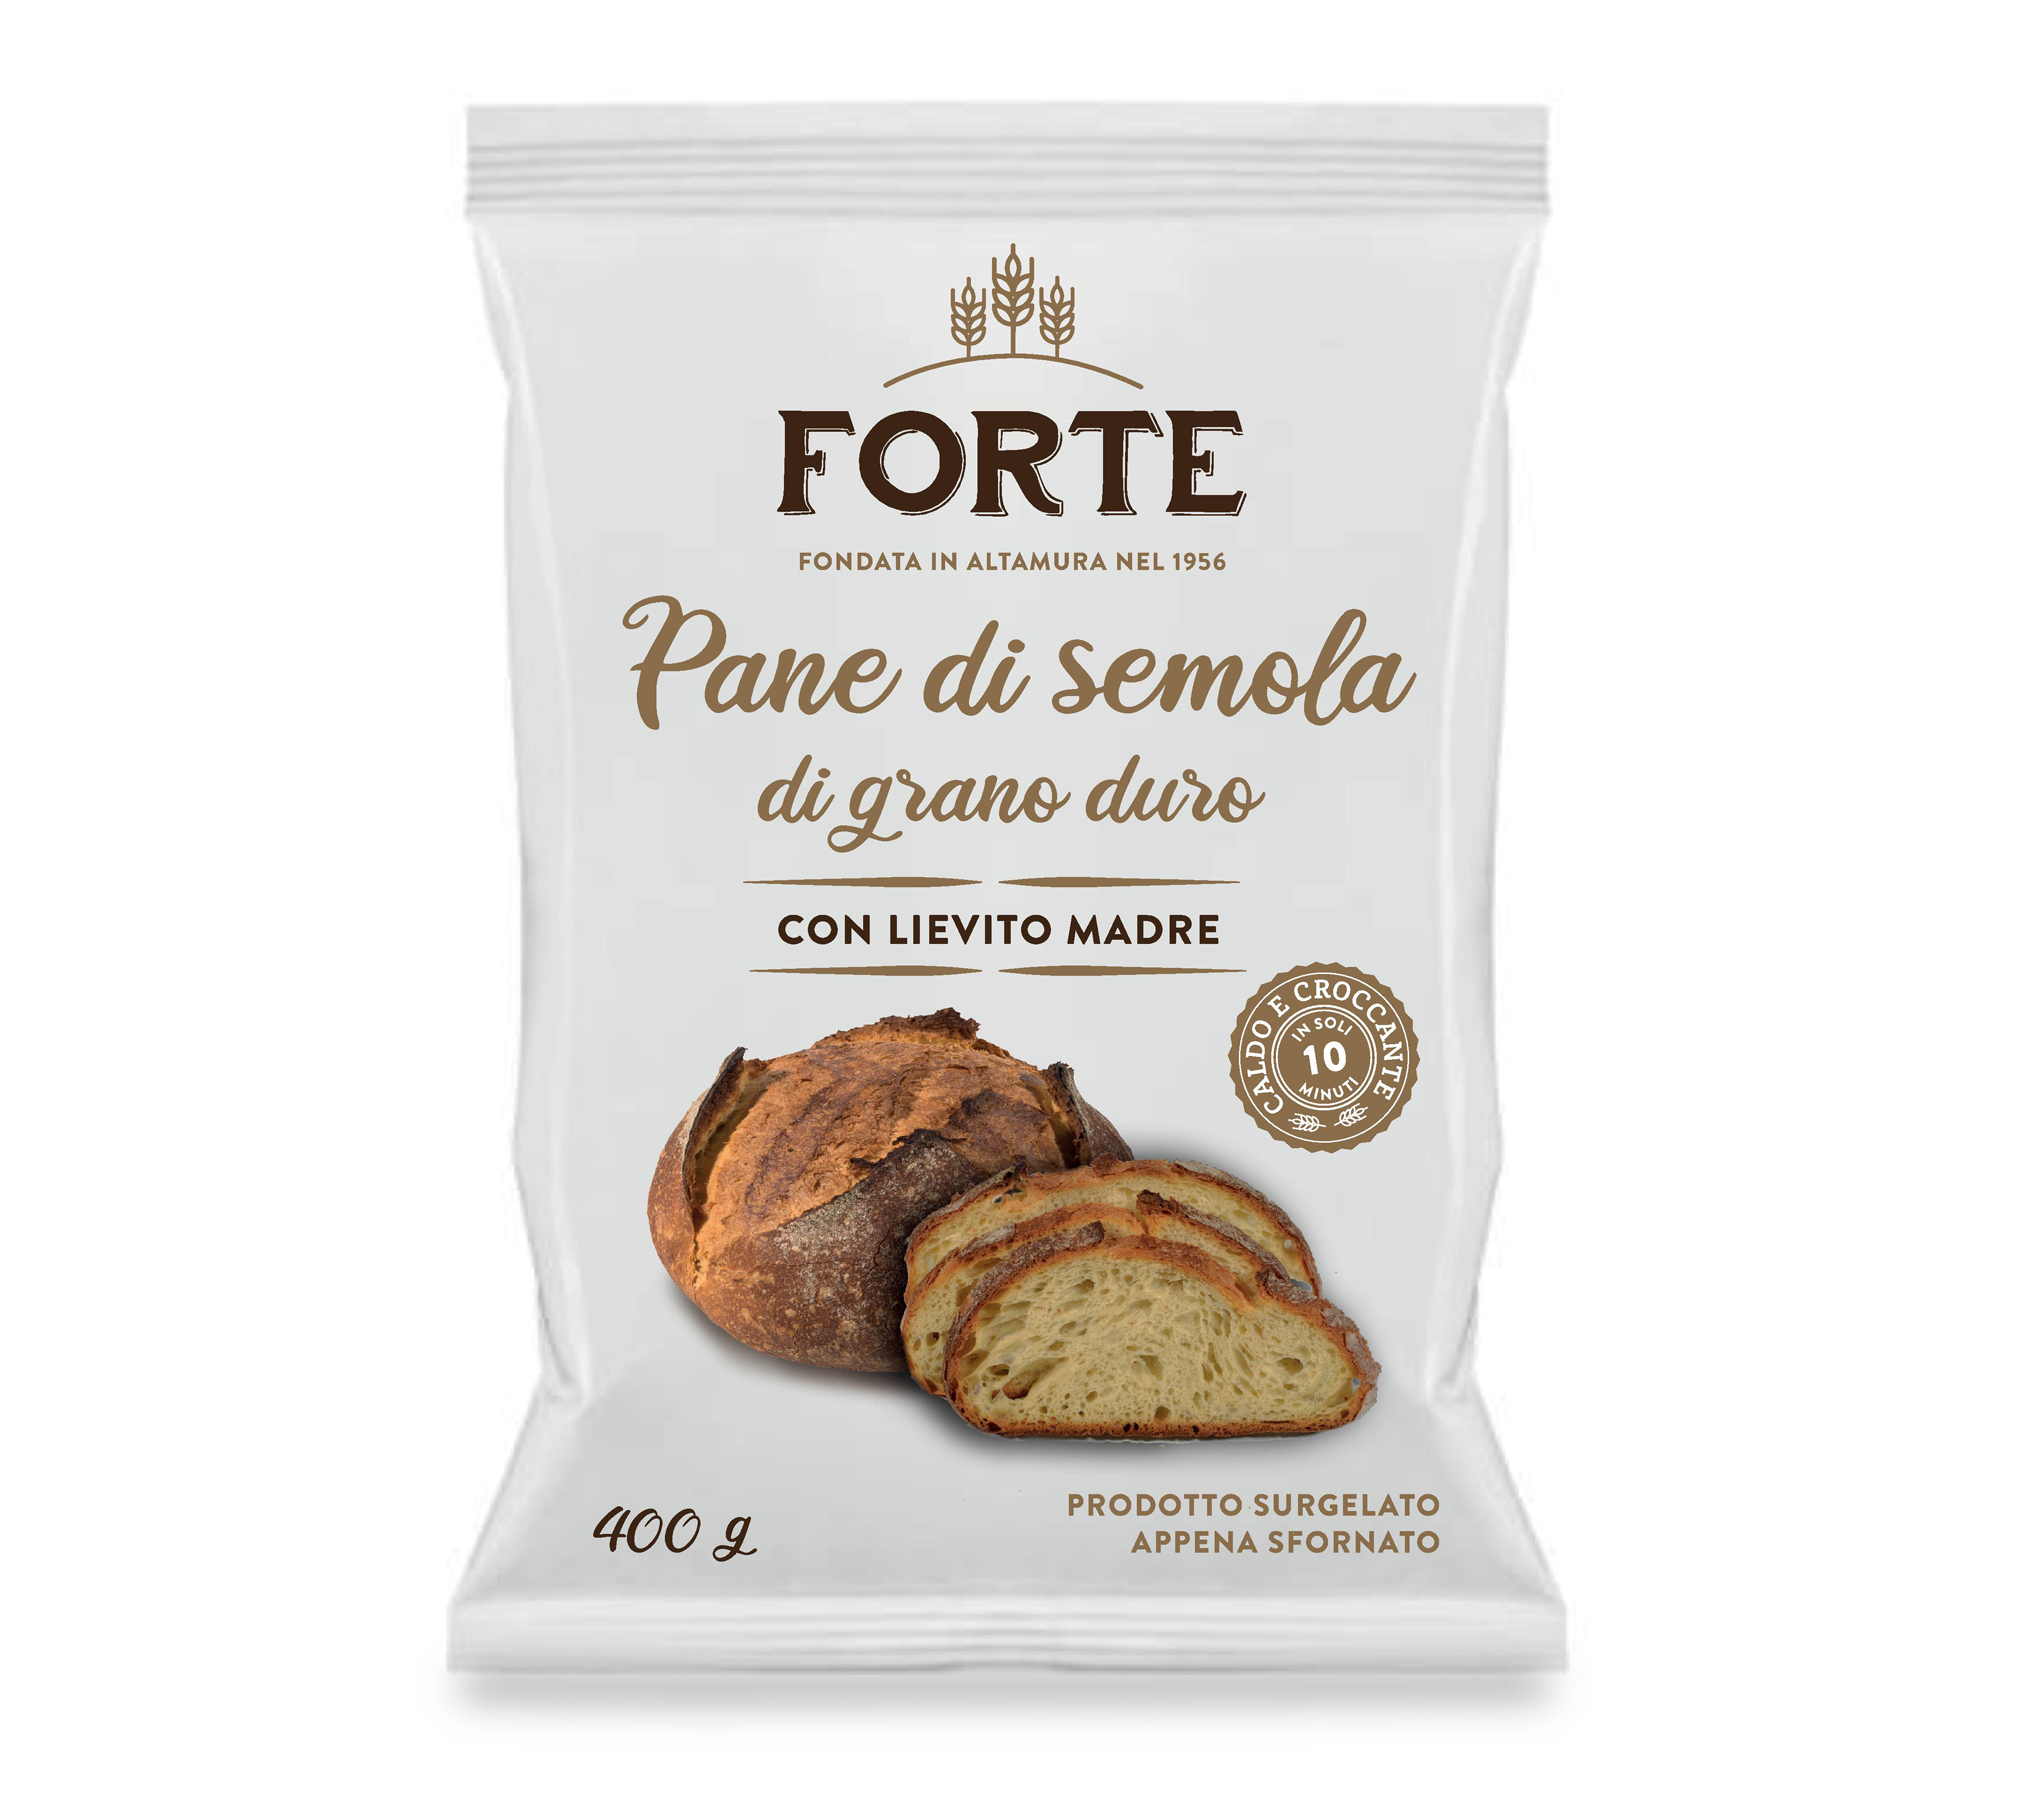 FORTE
FONDATA IN ALTAMURA NEL 1956
Pane di semola
di grano duro
CON LIEVITO MADRE
CALDO E CROCCANTE
IN SOLI
10
MINUTI
400 g
PRODOTTO SURGELATO
APPENA SFORNATO